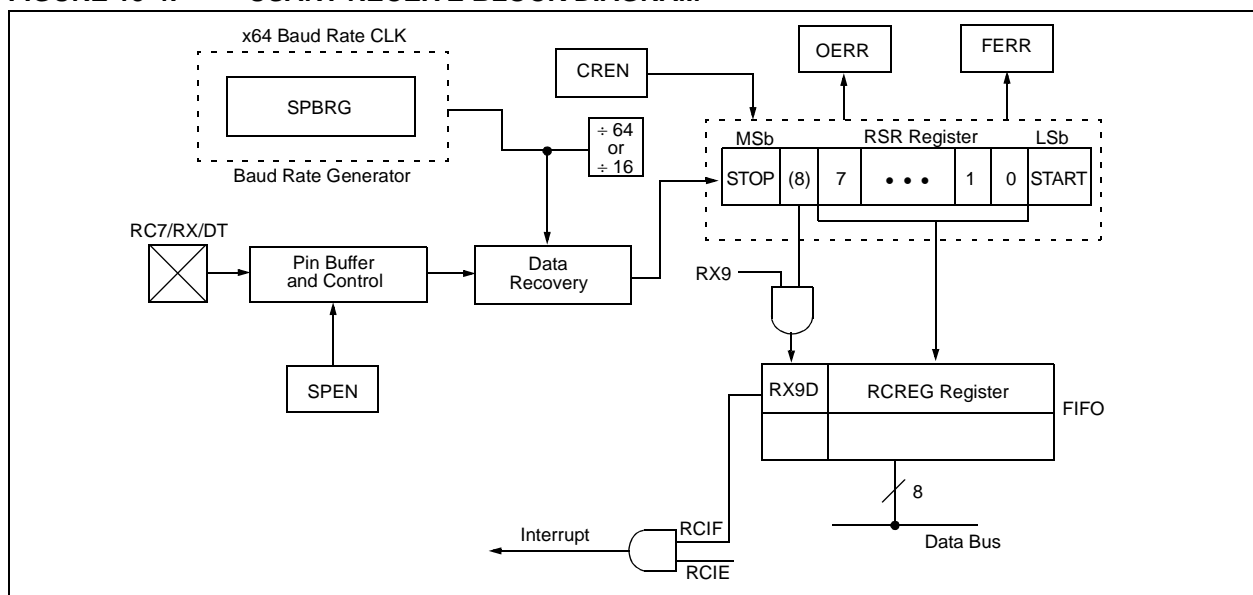 x64 Baud Rate CLK
SPBRG
Baud Rate Generator
CREN
OERR
FERR
÷ 64
or
÷ 16
MSb RSR Register LSb
STOP (8) 7 • • • 1 0 START
RC7/RX/DT
Pin Buffer
and Control
Data
Recovery
RX9
SPEN
RX9D RCREG Register
FIFO
8
Interrupt
RCIF
RCIE
Data Bus